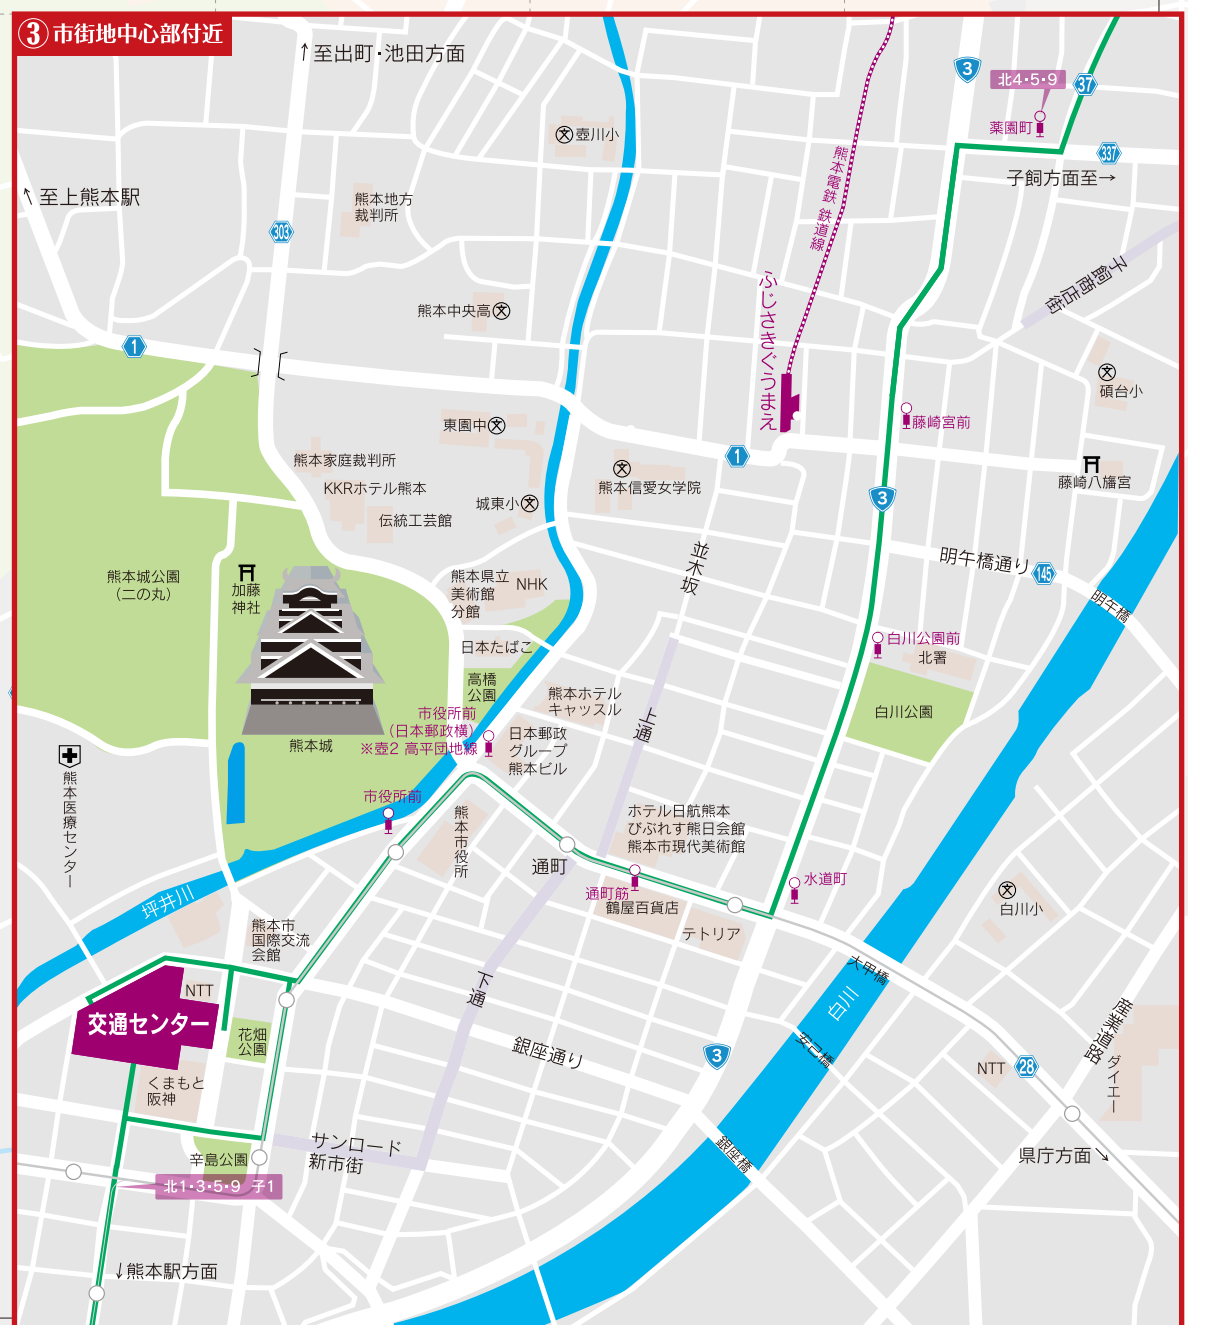 ③市街地中心部付近
↑至出町・池田方面
3
北4・5・9
37
薬園町
337
子飼方面至→
壺川小
熊本電鉄 鉄道線
↑至上熊本駅
熊本地方
裁判所
303
子飼商店街
ふじさきぐうまえ
熊本中央高
1
碩台小
藤崎宮前
東園中
1
熊本家庭裁判所
KKRホテル熊本
伝統工芸館
城東小
熊本信愛女学院
藤崎八旛宮
3
並木坂
明午橋通り
145
明午橋
熊本城公園
(二の丸)
加藤
神社
熊本県立
美術館
分館
NHK
日本たばこ
白川公園前
北署
高橋
公園
熊本ホテル
キャッスル
上通
白川公園
市役所前
(日本郵政横)
※壺2 高平団地線
日本郵政
グループ
熊本ビル
熊本城
熊本医療センター
市役所前
熊本市役所
ホテル日航熊本
びぷれす熊日会館
熊本市現代美術館
通町
通町筋
水道町
鶴屋百貨店
テトリア
白川小
坪井川
熊本市
国際交流
会館
大甲橋
白川
下通
NTT
交通センター
花畑
公園
銀座通り
3
安己橋
産業道路
NTT
28
ダイエー
くまもと
阪神
サンロード
新市街
銀座橋
県庁方面↘
辛島公園
北1・3・5・9 子1
↓熊本駅方面